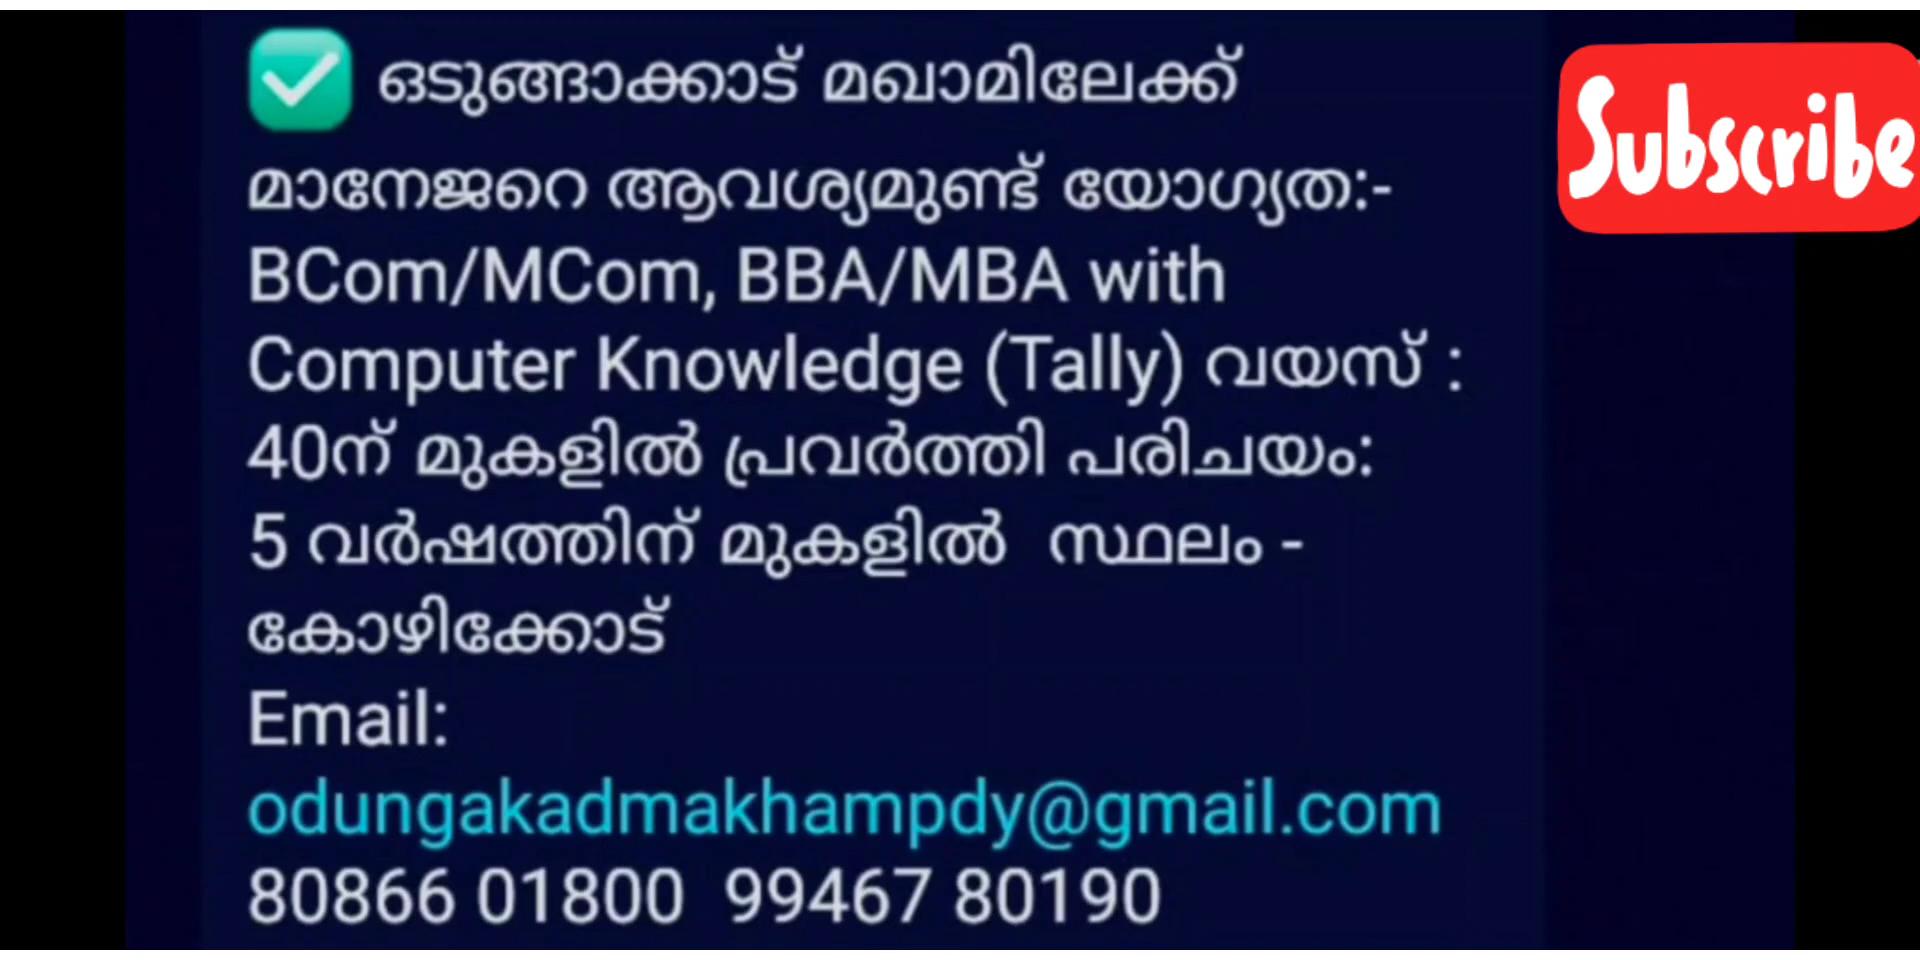 ✅ ഒടുങ്ങാക്കാട് മഖാമിലേക്ക്
മാനേജറെ ആവശ്യമുണ്ട് യോഗ്യത:-
BCom/MCom, BBA/MBA with
Computer Knowledge (Tally) വയസ് :
40ന് മുകളിൽ പ്രവർത്തി പരിചയം:
5 വർഷത്തിന് മുകളിൽ സ്ഥലം -
കോഴിക്കോട്
Email:
odungakadmakhampdy@gmail.com
80866 01800 99467 80190
Subscribe